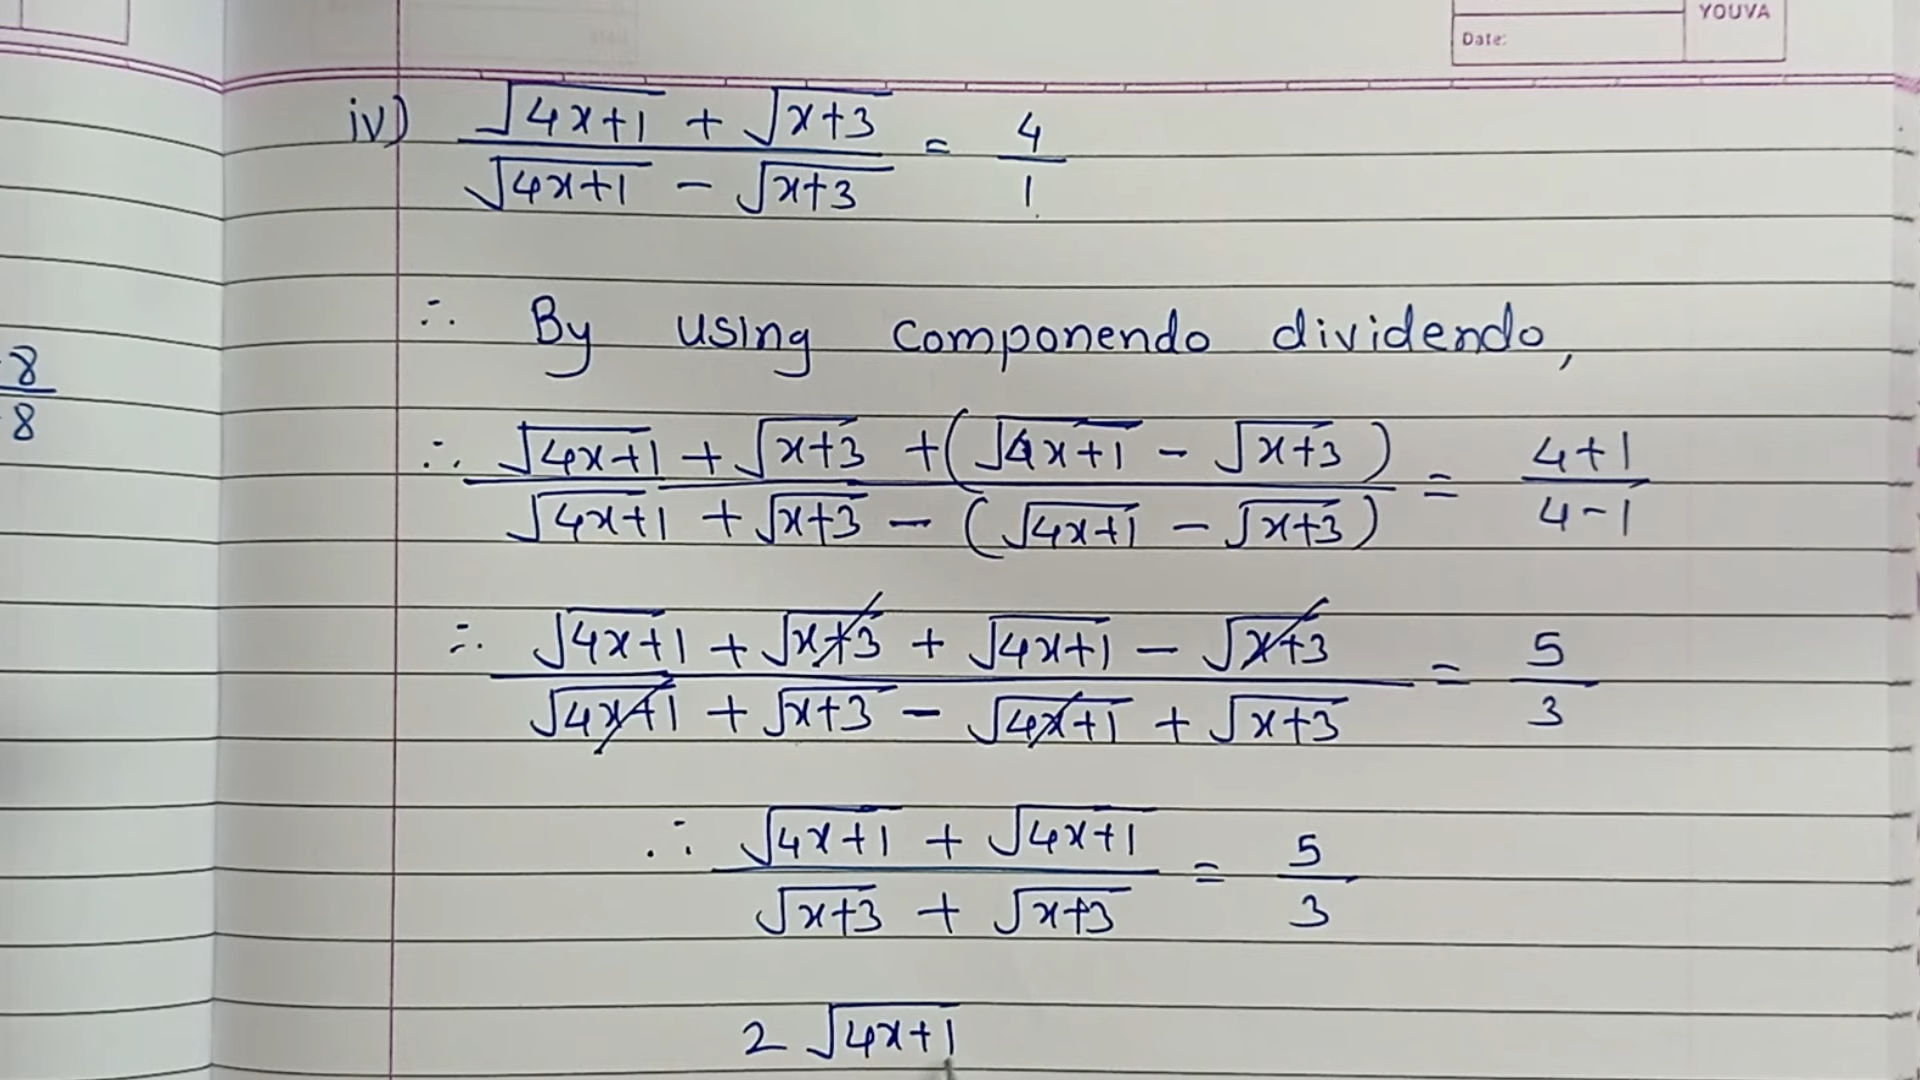 YOUVA
Date:
iv) (√(4x+1) + √(x+3)) / (√(4x+1) - √(x+3)) = 4/1
∴ By using componendo dividendo,
∴ (√(4x+1) + √(x+3) + (√(4x+1) - √(x+3))) / (√(4x+1) + √(x+3) - (√(4x+1) - √(x+3))) = (4+1)/(4-1)
8/8
∴ (√(4x+1) + √(x+3) + √(4x+1) - √(x+3)) / (√(4x+1) + √(x+3) - √(4x+1) + √(x+3)) = 5/3
∴ (√(4x+1) + √(4x+1)) / (√(x+3) + √(x+3)) = 5/3
2 √(4x+1)